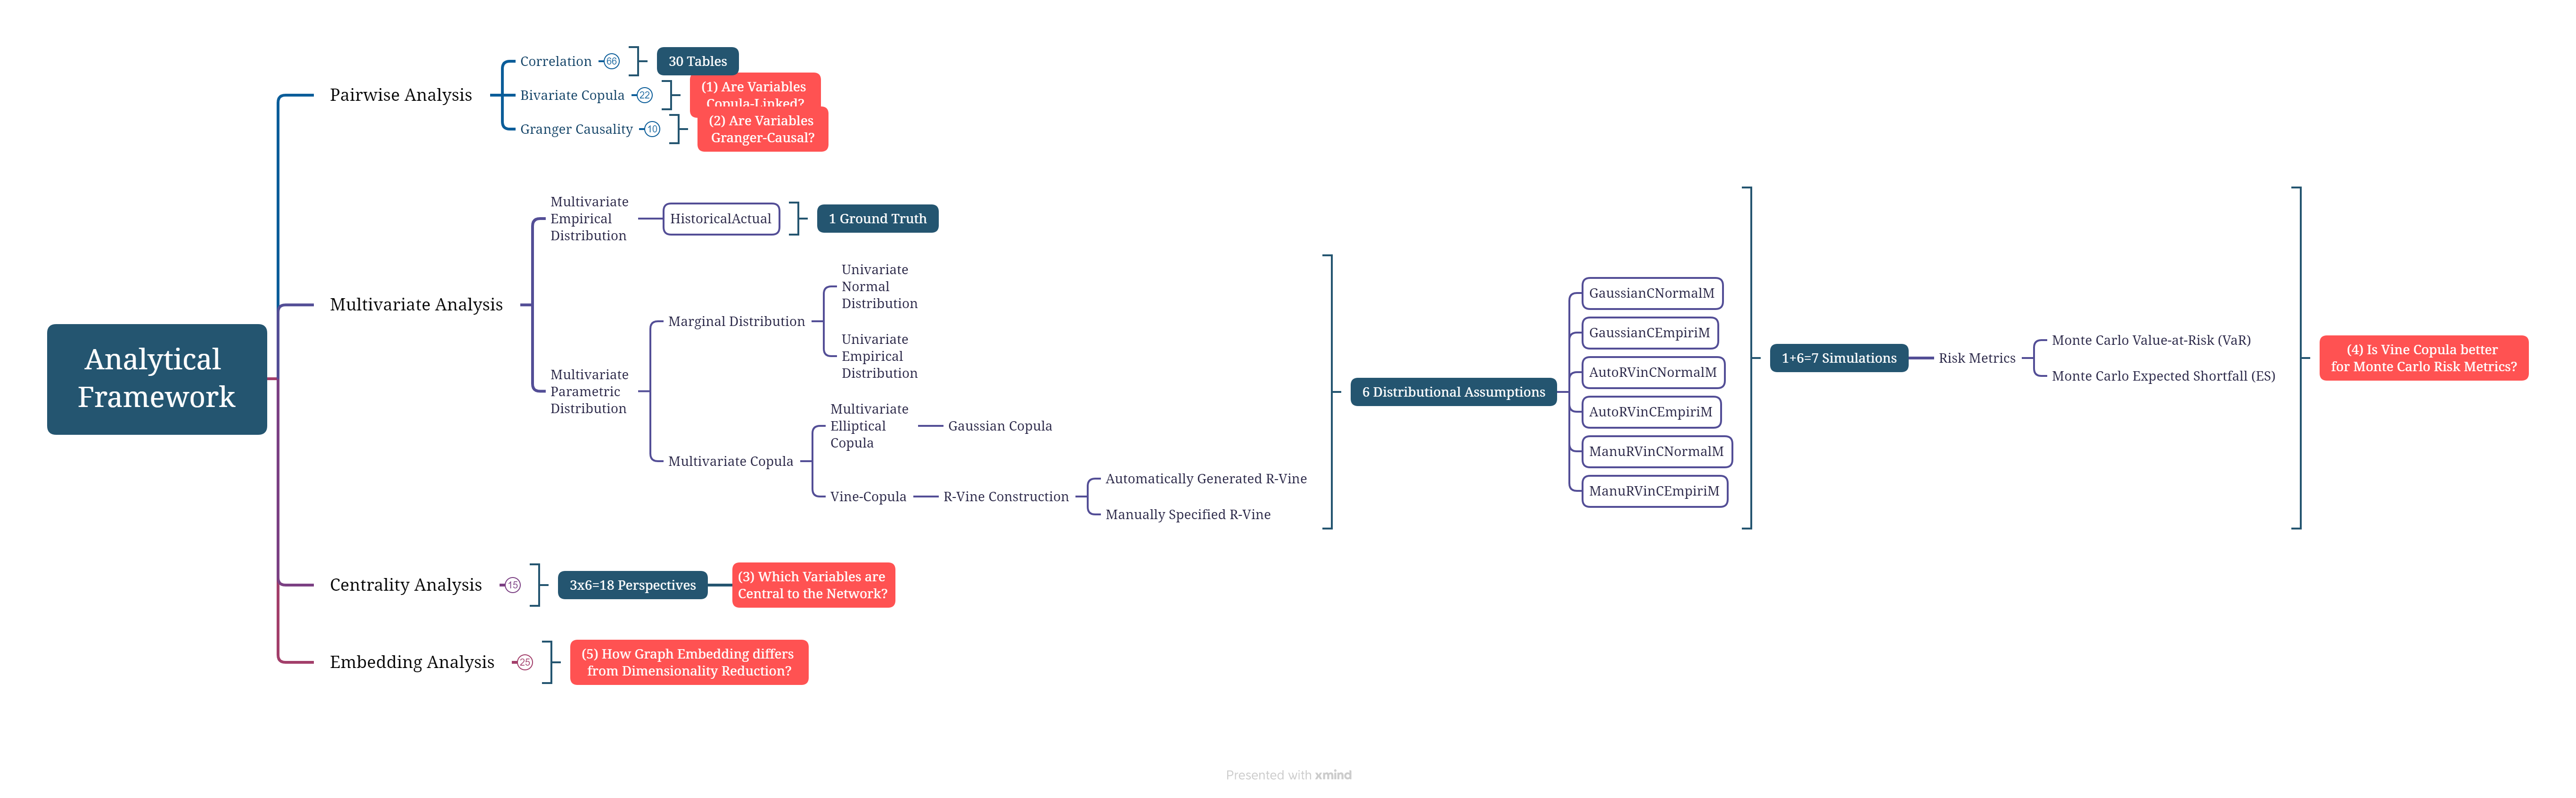 Analytical
Framework
Pairwise Analysis
Correlation
66
30 Tables
Bivariate Copula
22
(1) Are Variables
Copula-Linked?
Granger Causality
10
(2) Are Variables
Granger-Causal?
Multivariate Analysis
Multivariate
Empirical
Distribution
HistoricalActual
1 Ground Truth
Multivariate
Parametric
Distribution
Marginal Distribution
Univariate
Normal
Distribution
Univariate
Empirical
Distribution
Multivariate Copula
Multivariate
Elliptical
Copula
Gaussian Copula
Vine-Copula
R-Vine Construction
Automatically Generated R-Vine
Manually Specified R-Vine
6 Distributional Assumptions
GaussianCNormalM
GaussianCEmpiriM
AutoRVinCNormalM
AutoRVinCEmpiriM
ManuRVinCNormalM
ManuRVinCEmpiriM
1+6=7 Simulations
Risk Metrics
Monte Carlo Value-at-Risk (VaR)
Monte Carlo Expected Shortfall (ES)
(4) Is Vine Copula better
for Monte Carlo Risk Metrics?
Centrality Analysis
15
3x6=18 Perspectives
(3) Which Variables are
Central to the Network?
Embedding Analysis
25
(5) How Graph Embedding differs
from Dimensionality Reduction?
Presented with xmind